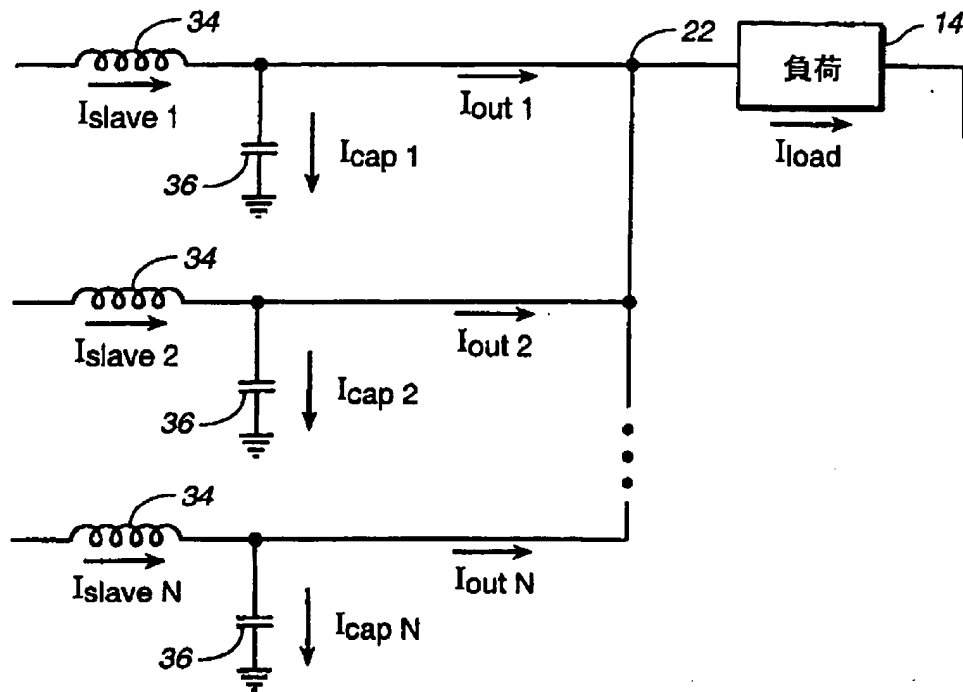 34
22
14
負荷
Islave 1
Iout 1
Iload
Icap 1
36
34
Islave 2
Iout 2
Icap 2
36
34
Islave N
Iout N
Icap N
36